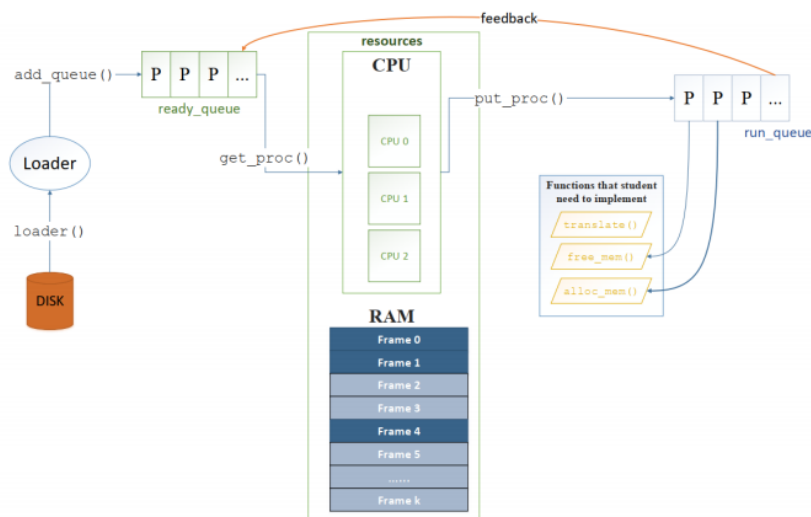 feedback
resources
CPU
add_queue()
P P P ...
ready_queue
put_proc()
P P P ...
run_queue
CPU 0
get_proc()
Loader
CPU 1
Functions that student
need to implement
translate()
loader()
CPU 2
free_mem()
alloc_mem()
DISK
RAM
Frame 0
Frame 1
Frame 2
Frame 3
Frame 4
Frame 5
......
Frame k